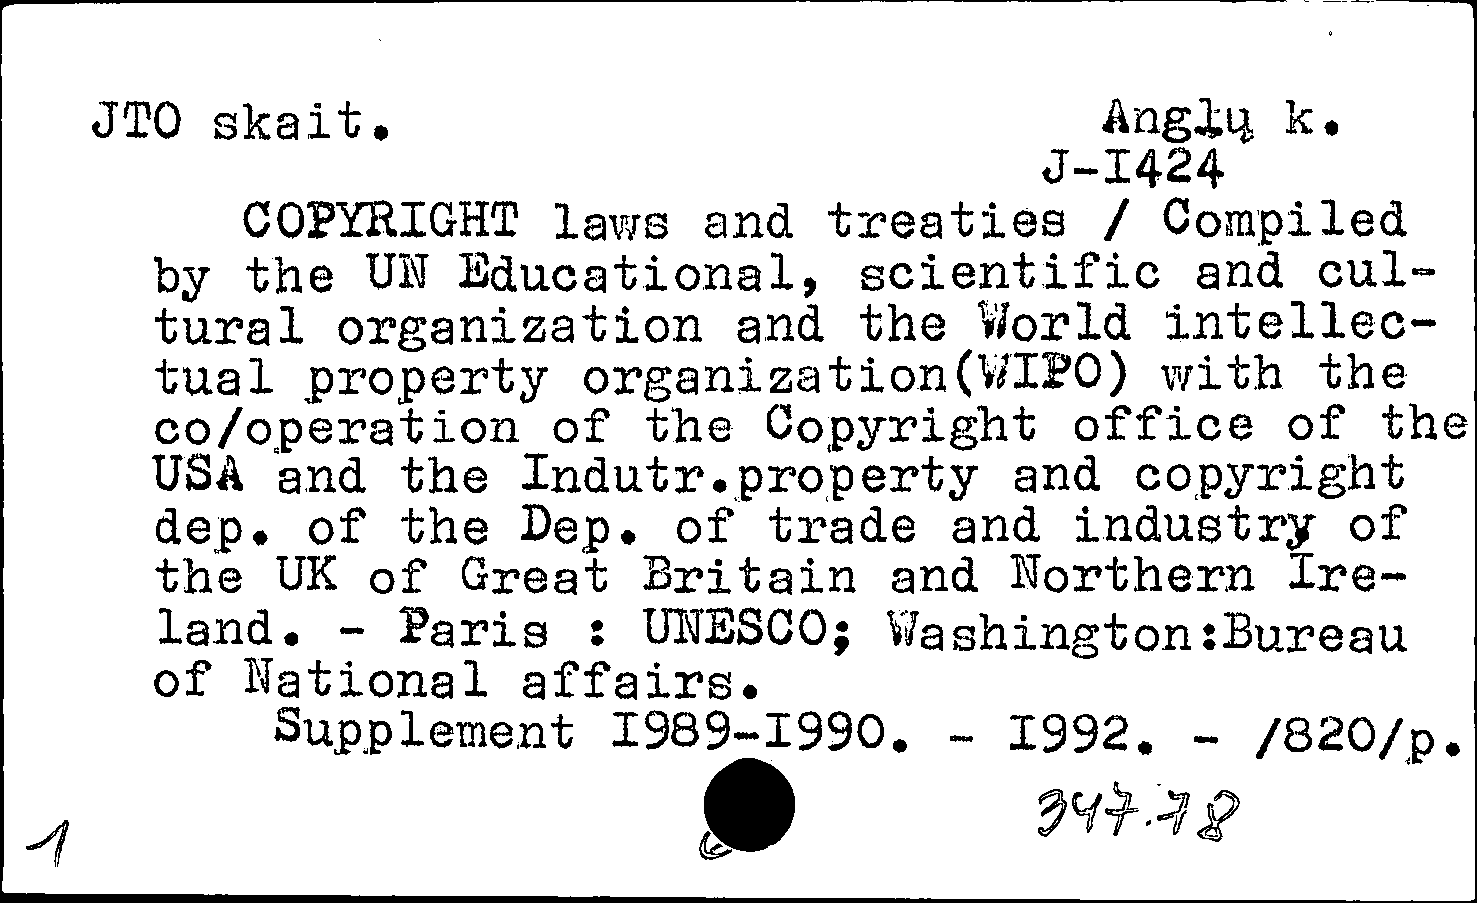 JTO skait. Anglų k.
J-I424
COPYRIGHT laws and treaties / Compiled
by the UN Educational, scientific and cul-
tural organization and the World intellec-
tual property organization(WIPO) with the
co/operation of the Copyright office of the
USA and the Indutr.property and copyright
dep. of the Dep. of trade and industry of
the UK of Great Britain and Northern Ire-
land. - Paris : UNESCO; Washington:Bureau
of National affairs.
Supplement I989-I990. - I992. - /820/p.
347.78
1